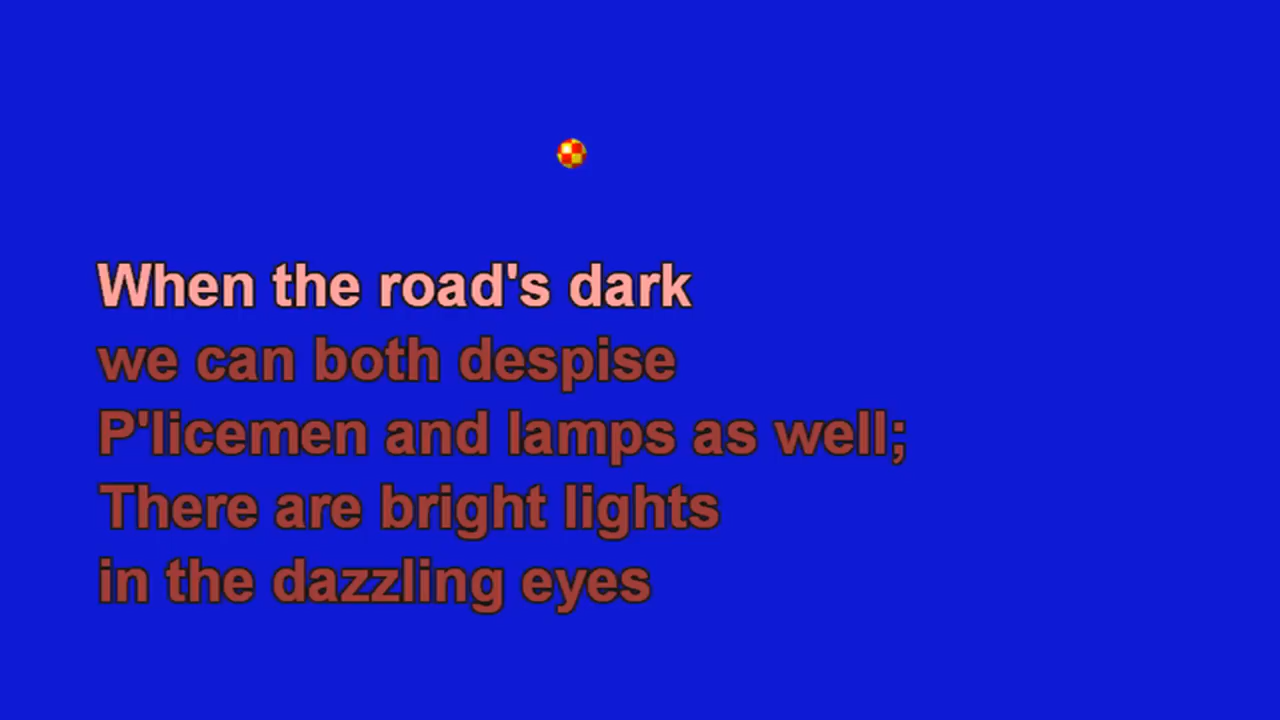 When the road's dark
we can both despise
P'licemen and lamps as well;
There are bright lights
in the dazzling eyes